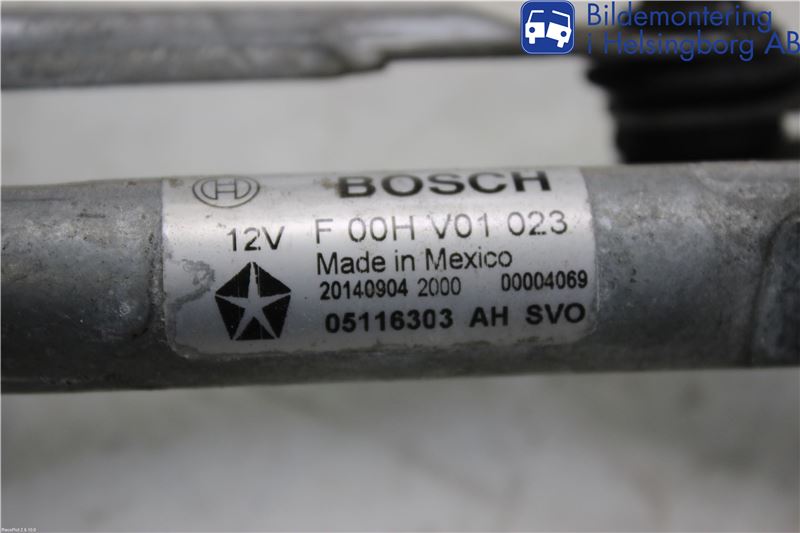 Bildemontering
i Helsingborg AB
BOSCH
12V F 00H V01 023
Made in Mexico
20140904 2000 00004069
05116303 AH SVO